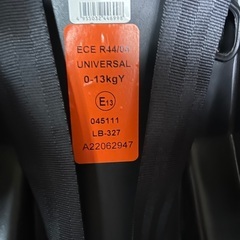 ECE R44/04
UNIVERSAL
0-13kgY
E13
045111
LB-327
A22062947